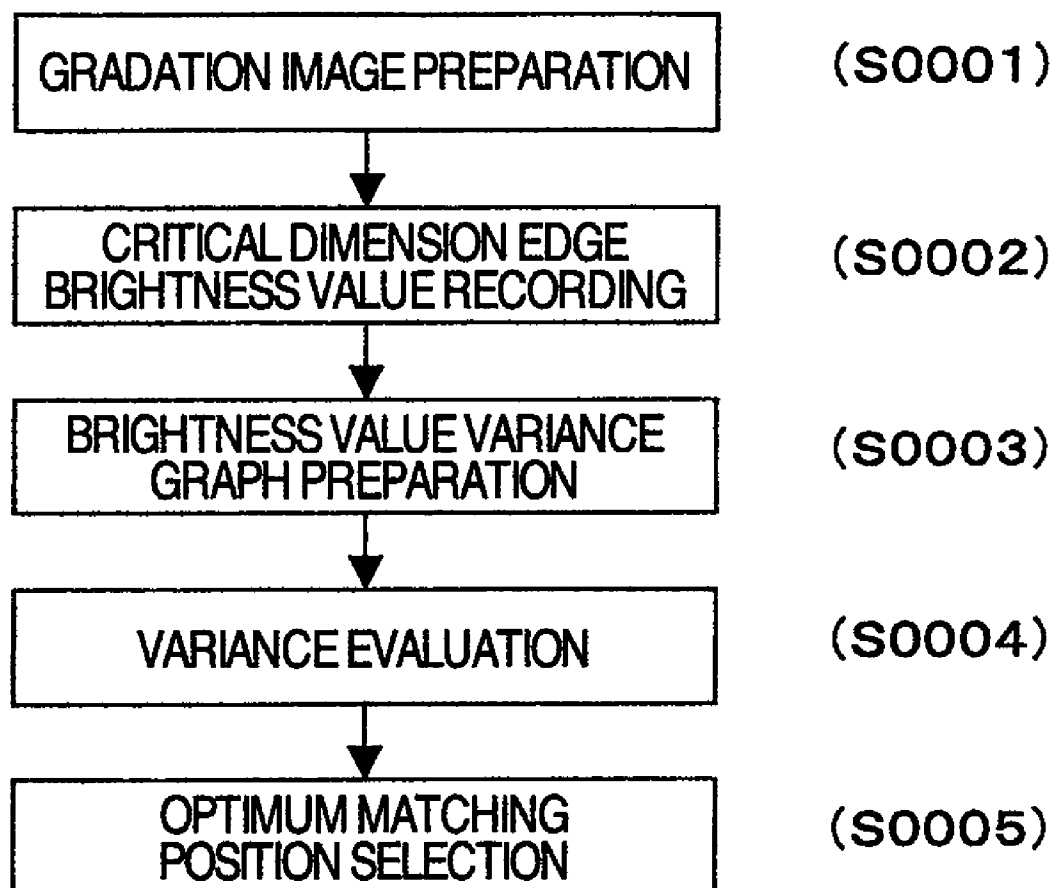 GRADATION IMAGE PREPARATION (S0001)
CRITICAL DIMENSION EDGE
BRIGHTNESS VALUE RECORDING (S0002)
BRIGHTNESS VALUE VARIANCE
GRAPH PREPARATION (S0003)
VARIANCE EVALUATION (S0004)
OPTIMUM MATCHING
POSITION SELECTION (S0005)